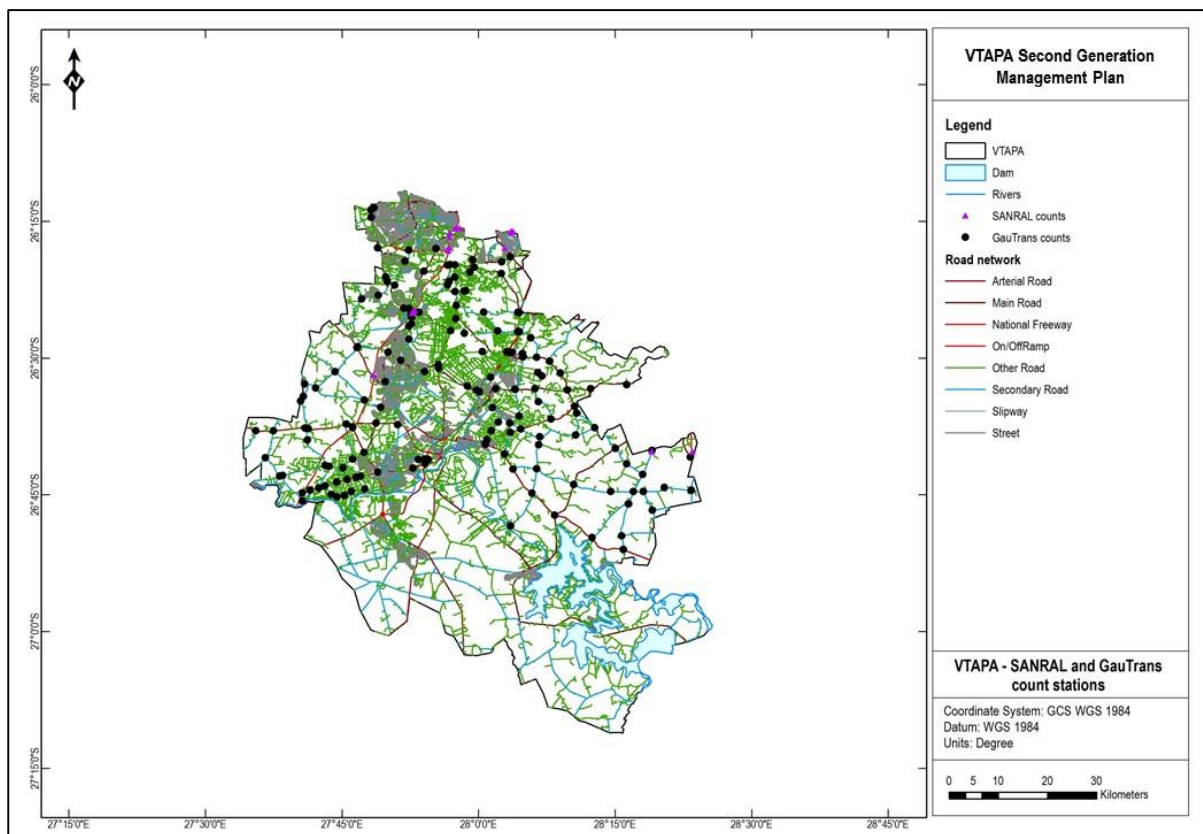 N
26°0'0"S
26°15'0"S
26°30'0"S
26°45'0"S
27°0'0"S
27°15'0"S
27°15'0"E
27°30'0"E
27°45'0"E
28°0'0"E
28°15'0"E
28°30'0"E
28°45'0"E
VTAPA Second Generation
Management Plan
Legend
VTAPA
Dam
Rivers
SANRAL counts
GauTrans counts
Road network
Arterial Road
Main Road
National Freeway
On/OffRamp
Other Road
Secondary Road
Slipway
Street
VTAPA - SANRAL and GauTrans
count stations
Coordinate System: GCS WGS 1984
Datum: WGS 1984
Units: Degree
0 5 10 20 30
Kilometers